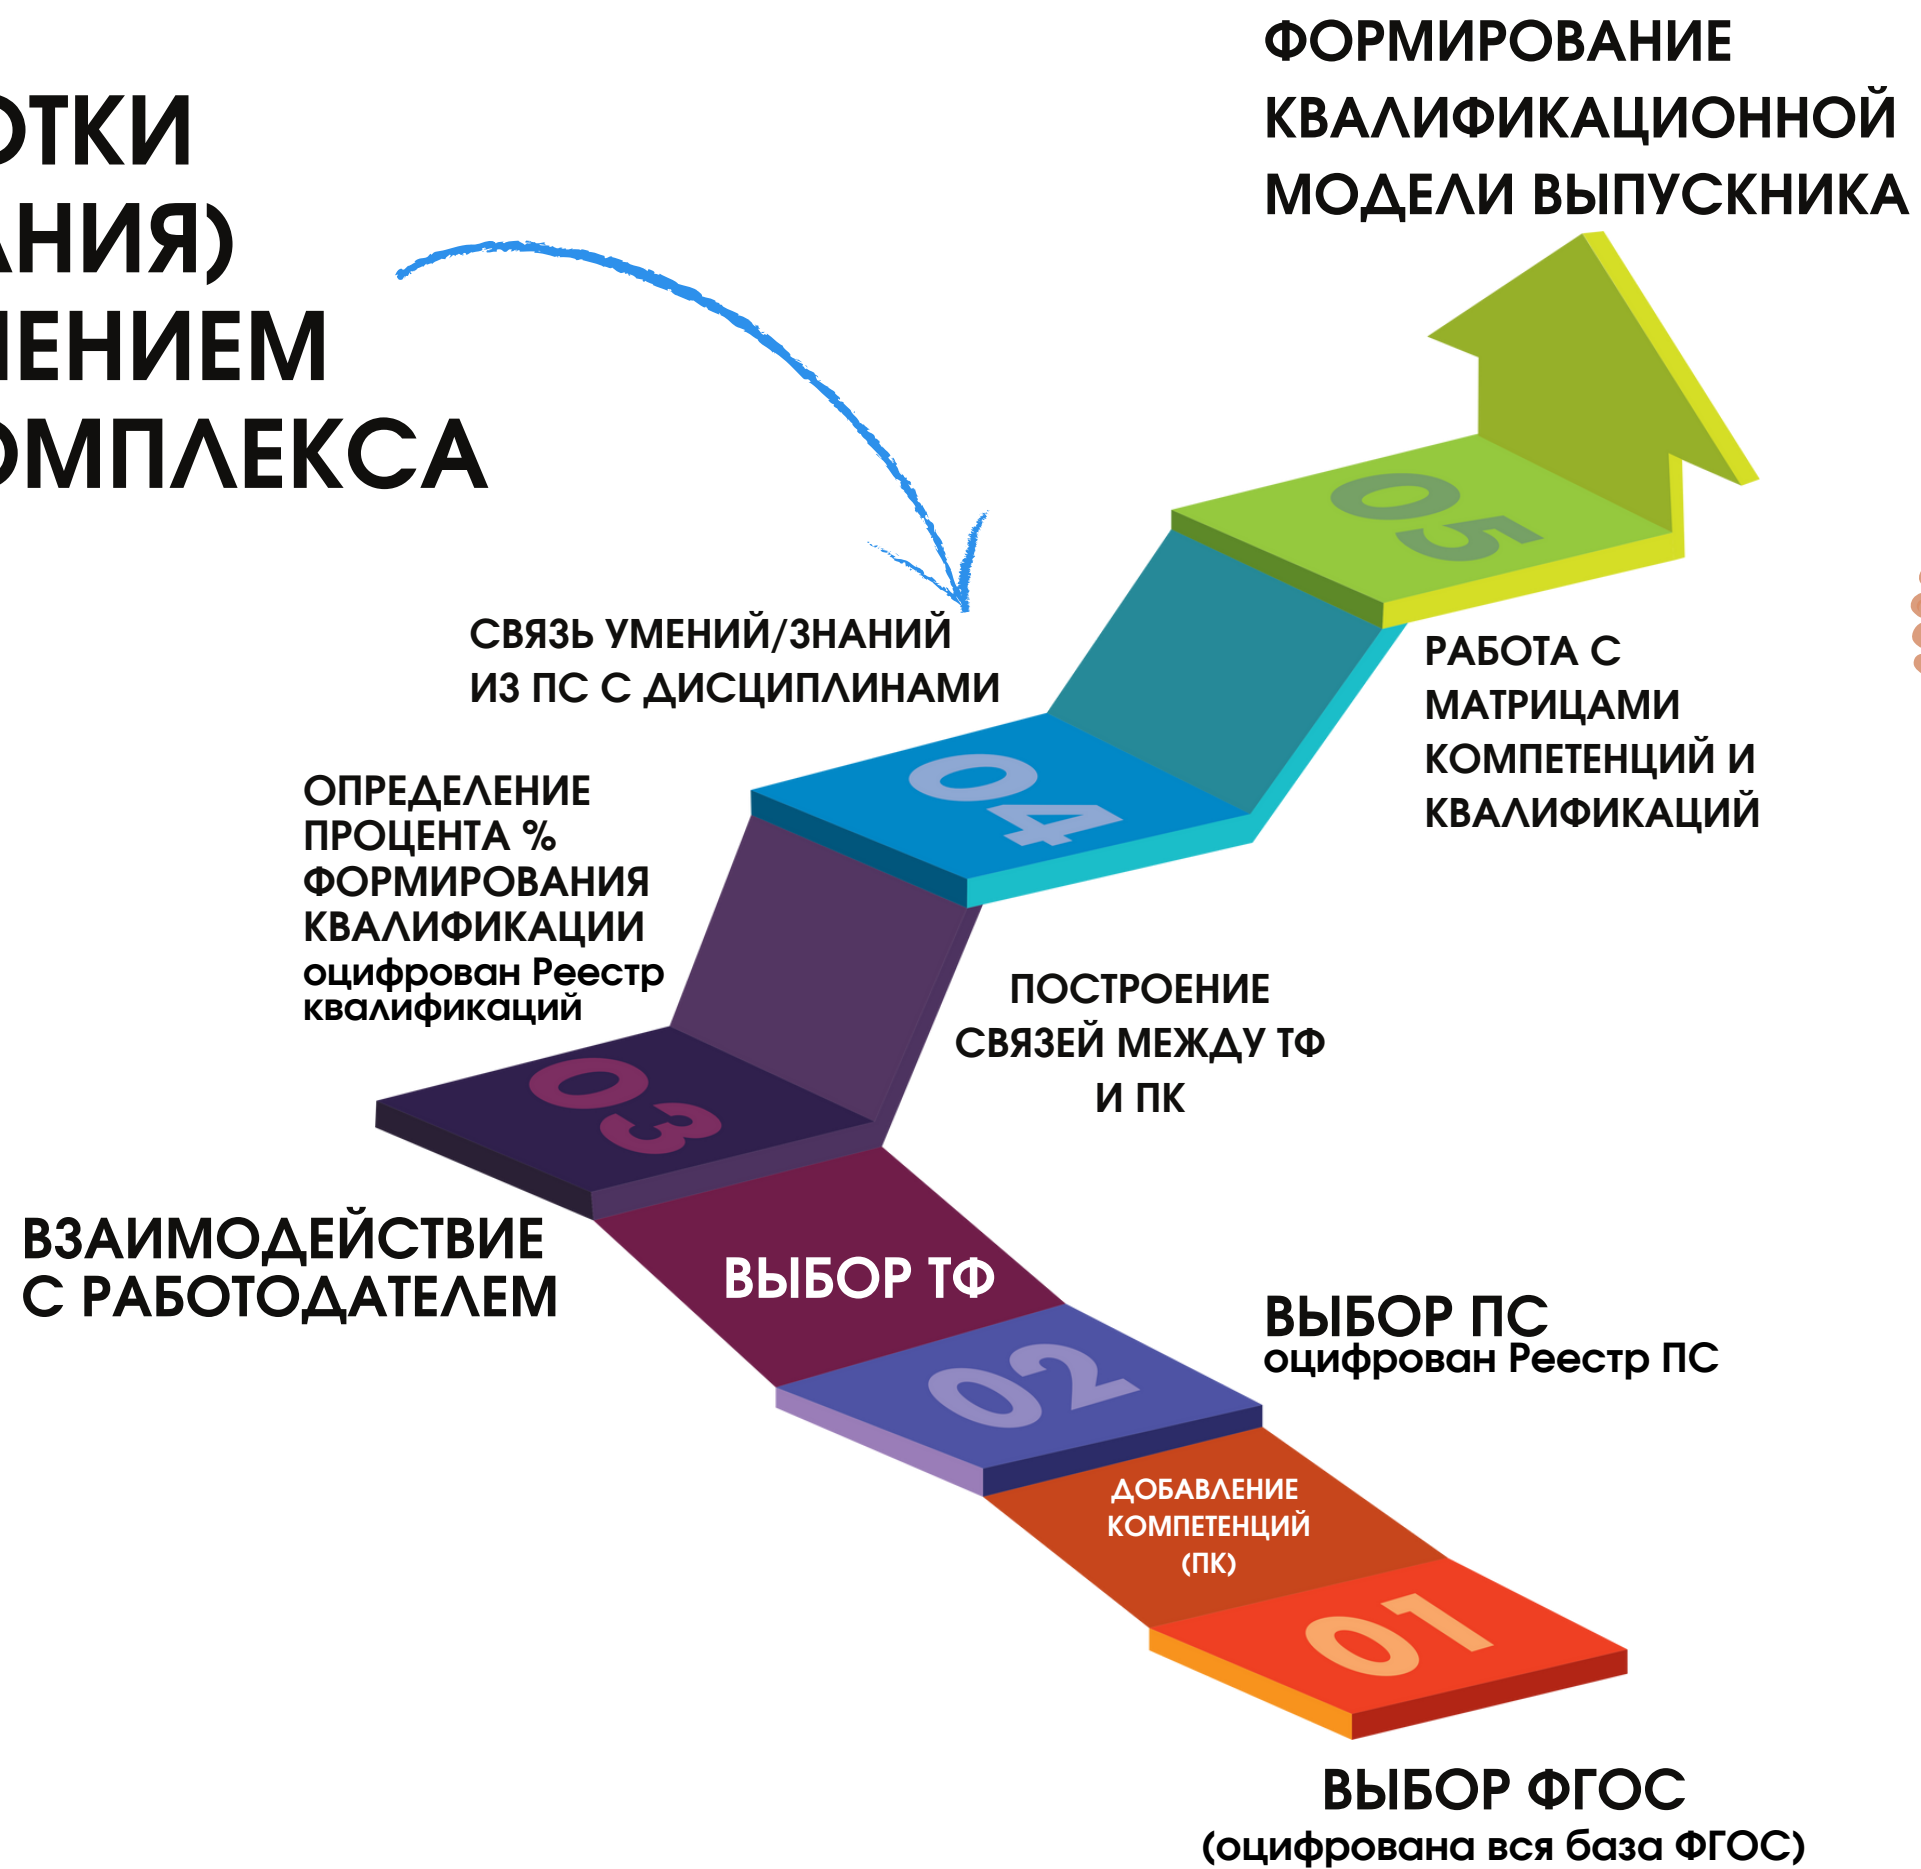 ФОРМИРОВАНИЕ
КВАЛИФИКАЦИОННОЙ
МОДЕЛИ ВЫПУСКНИКА
ОТКИ
АНИЯ)
ЕНИЕМ
ОМПЛЕКСА
05
СВЯЗЬ УМЕНИЙ/ЗНАНИЙ
ИЗ ПС С ДИСЦИПЛИНАМИ
РАБОТА С
МАТРИЦАМИ
КОМПЕТЕНЦИЙ И
КВАЛИФИКАЦИЙ
04
ОПРЕДЕЛЕНИЕ
ПРОЦЕНТА %
ФОРМИРОВАНИЯ
КВАЛИФИКАЦИИ
оцифрован Реестр
квалификаций
ПОСТРОЕНИЕ
СВЯЗЕЙ МЕЖДУ ТФ
И ПК
03
ВЗАИМОДЕЙСТВИЕ
С РАБОТОДАТЕЛЕМ
ВЫБОР ТФ
ВЫБОР ПС
оцифрован Реестр ПС
02
ДОБАВЛЕНИЕ
КОМПЕТЕНЦИЙ
(ПК)
01
ВЫБОР ФГОС
(оцифрована вся база ФГОС)